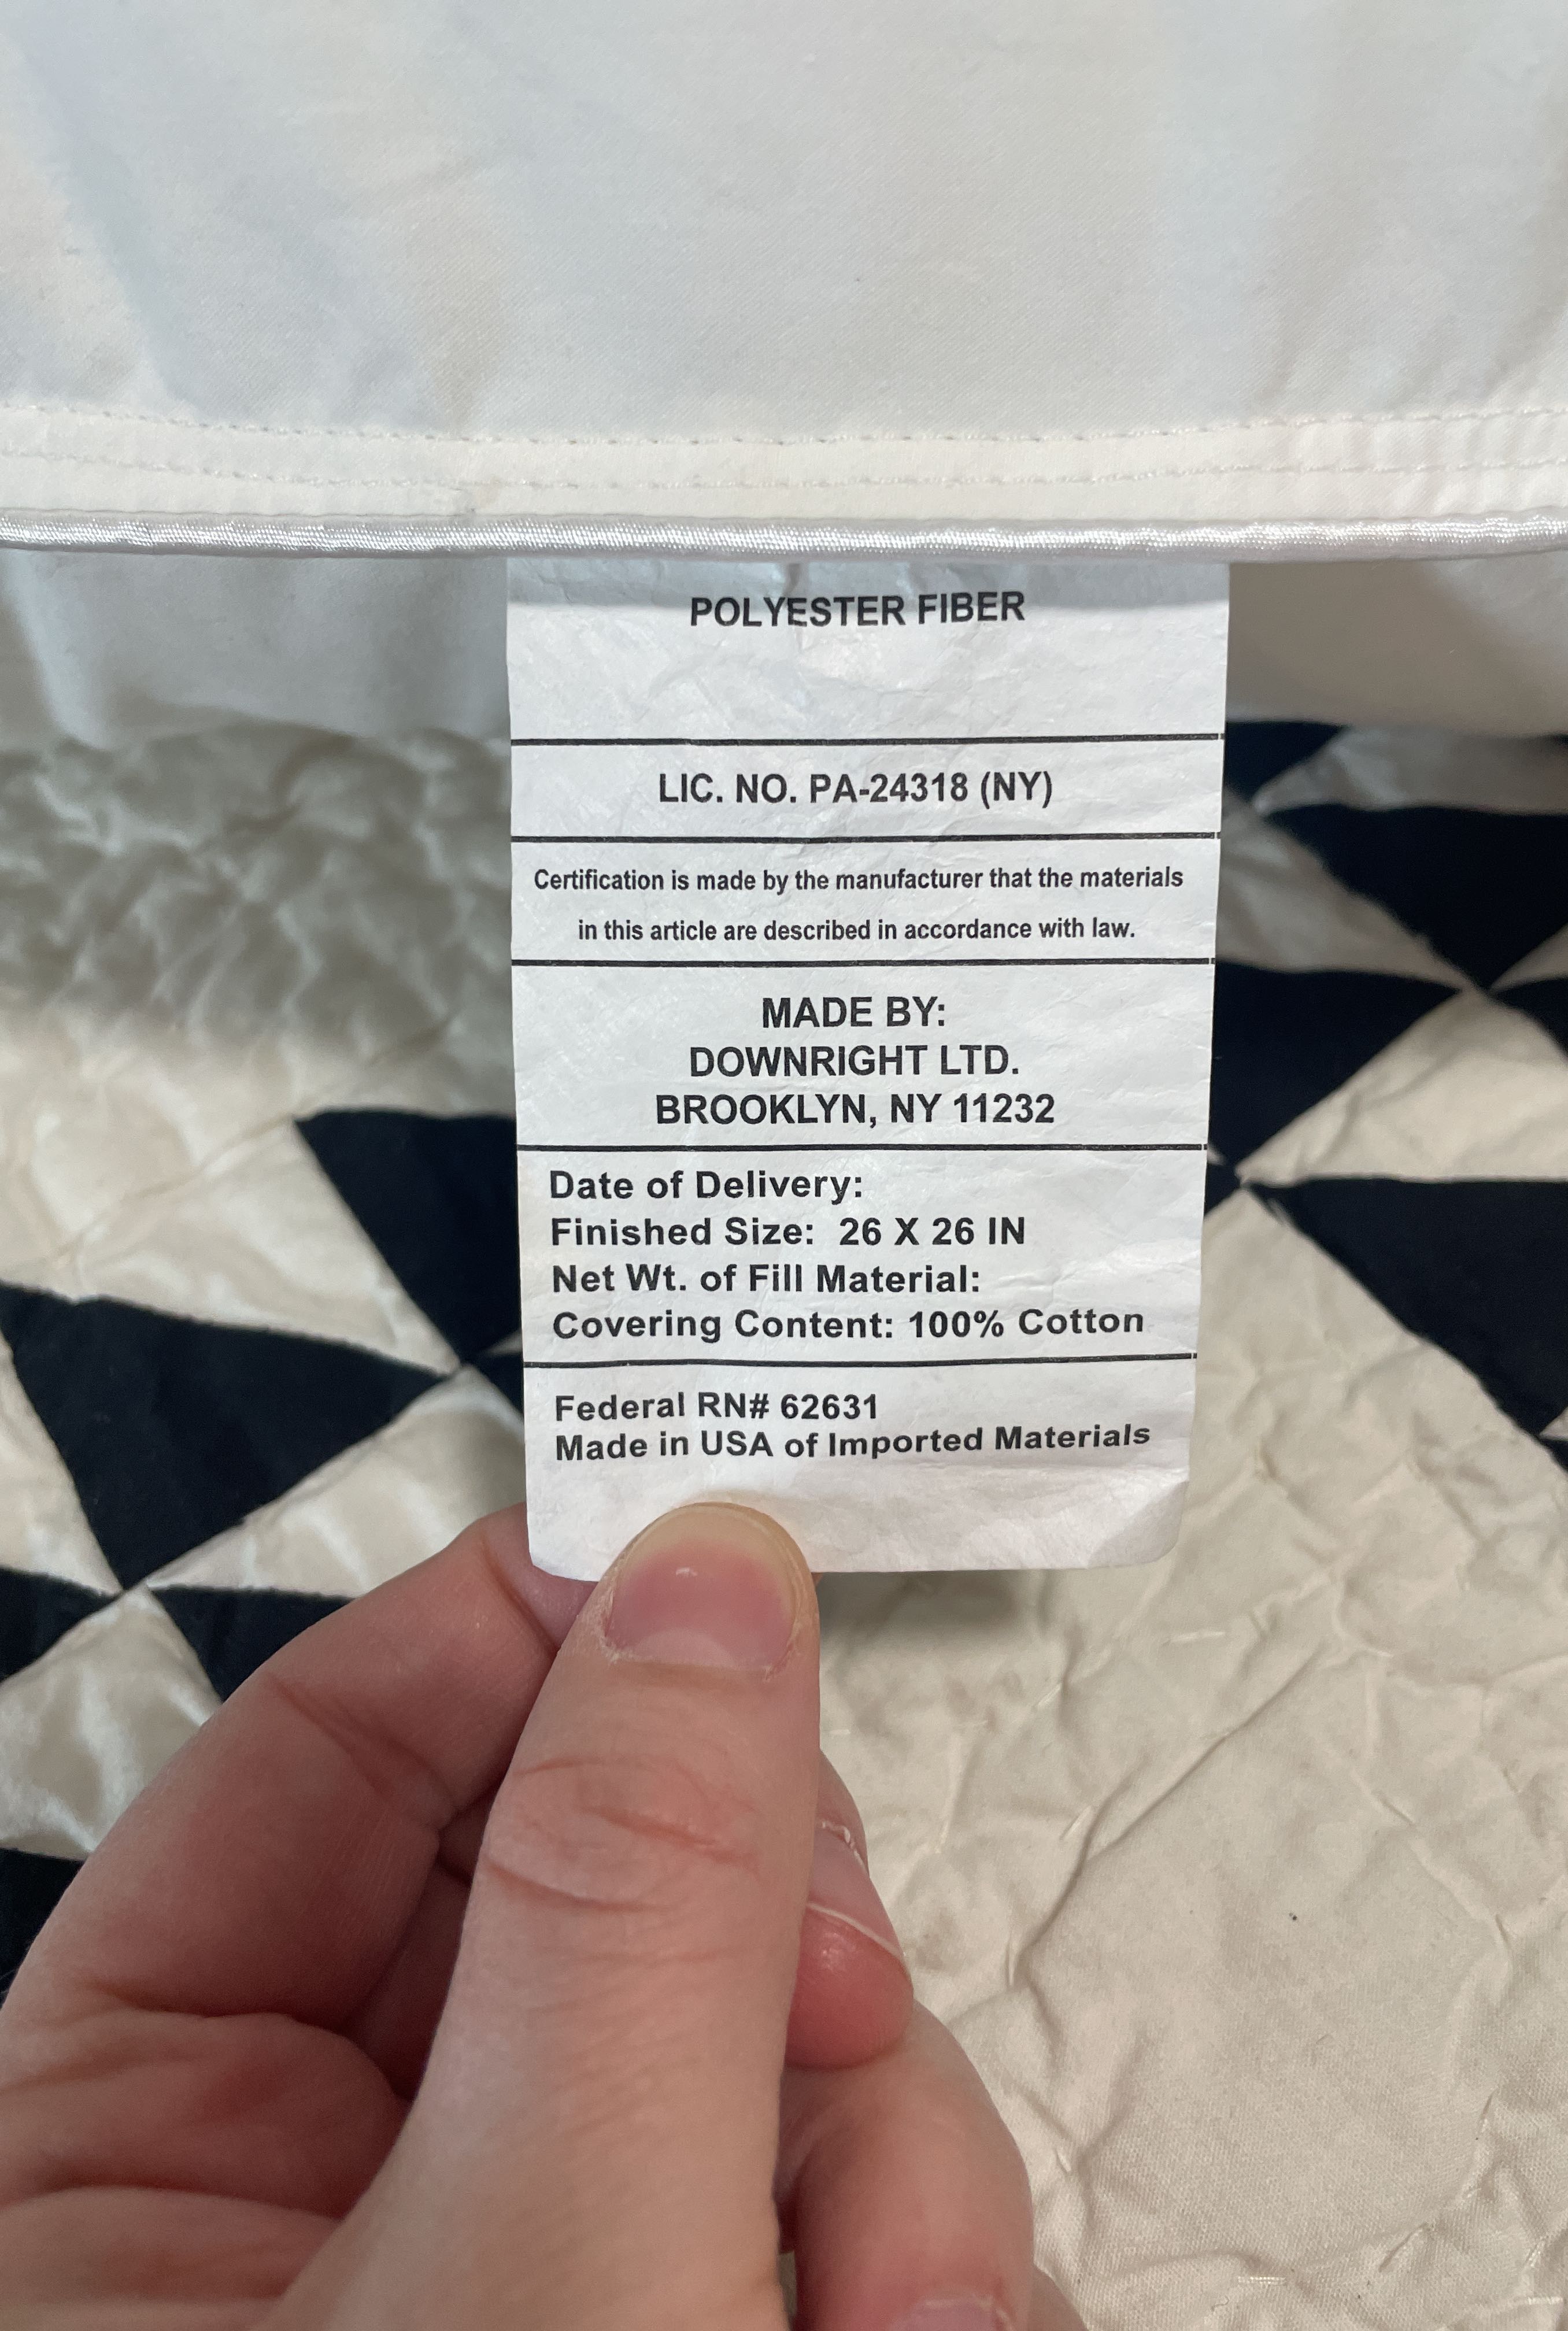 POLYESTER FIBER
LIC. NO. PA-24318 (NY)
Certification is made by the manufacturer that the materials
in this article are described in accordance with law.
MADE BY:
DOWNRIGHT LTD.
BROOKLYN, NY 11232
Date of Delivery:
Finished Size: 26 X 26 IN
Net Wt. of Fill Material:
Covering Content: 100% Cotton
Federal RN# 62631
Made in USA of Imported Materials